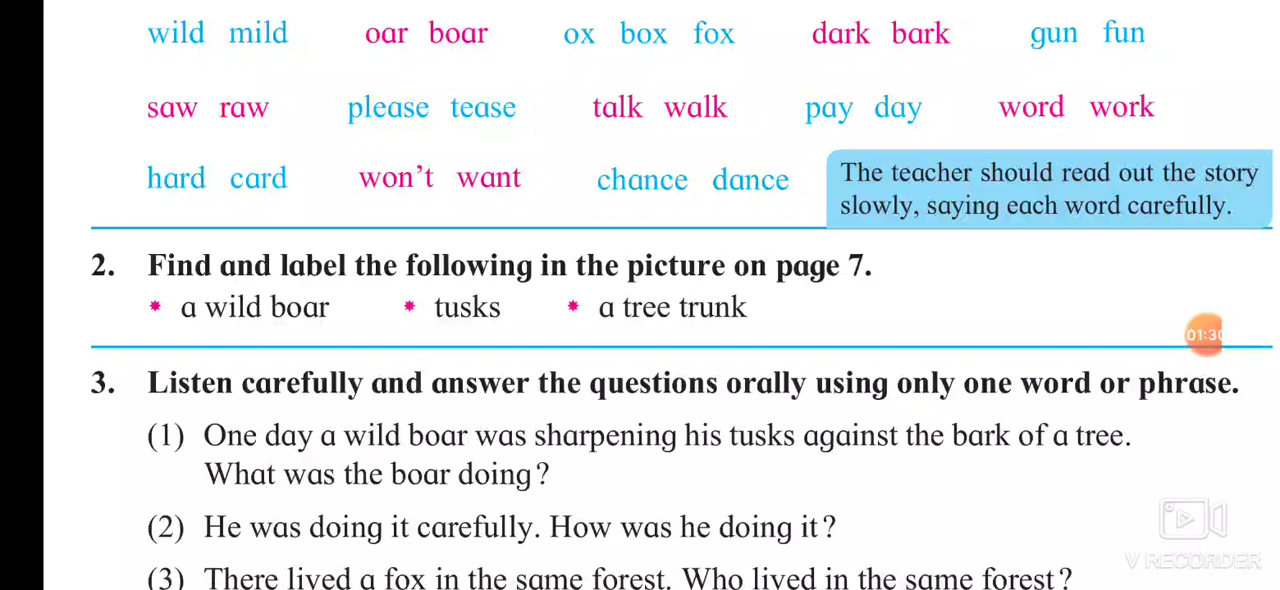 wild mild oar boar ox box fox dark bark gun fun
saw raw please tease talk walk pay day word work
hard card won't want chance dance
The teacher should read out the story
slowly, saying each word carefully.
2. Find and label the following in the picture on page 7.
* a wild boar * tusks * a tree trunk
01:30
3. Listen carefully and answer the questions orally using only one word or phrase.
(1) One day a wild boar was sharpening his tusks against the bark of a tree.
What was the boar doing?
(2) He was doing it carefully. How was he doing it?
V RECORDER
(3) There lived a fox in the same forest. Who lived in the same forest?